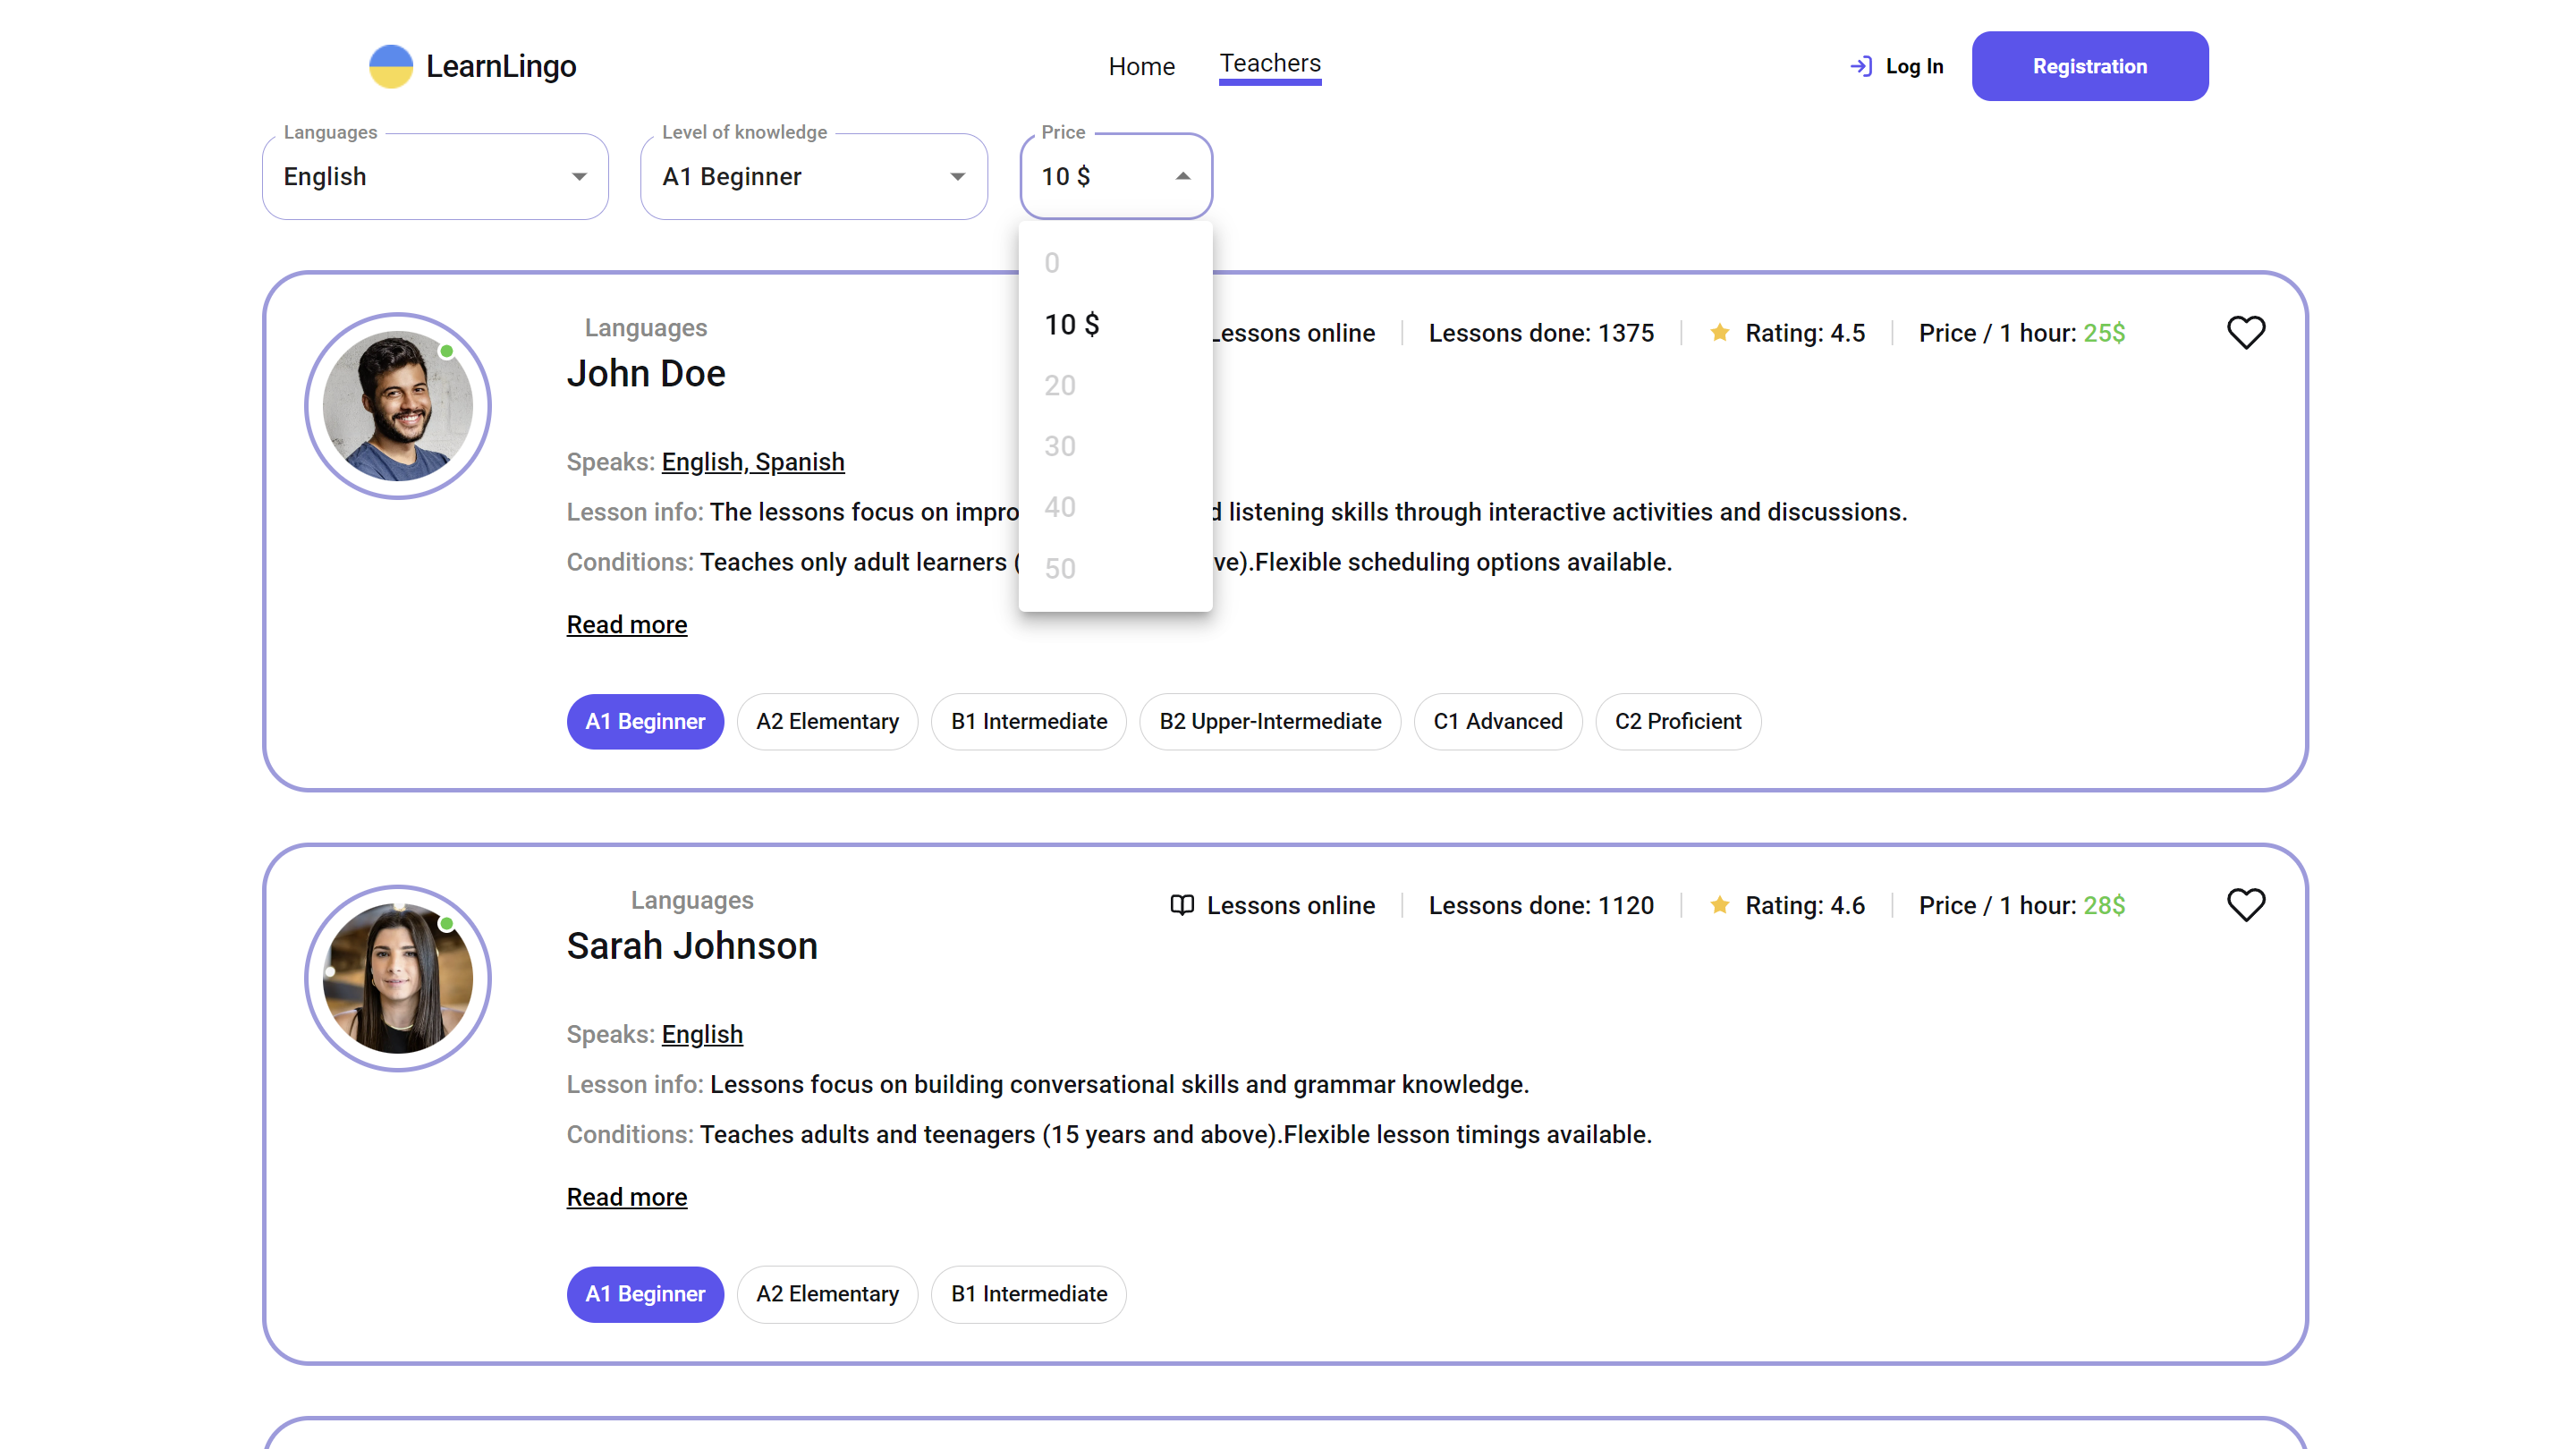 LearnLingo
Home
Teachers
Log In
Registration
Languages
English
Level of knowledge
A1 Beginner
Price
10 $
0
10 $
20
30
40
50
Languages
John Doe
Lessons online
Lessons done: 1375
Rating: 4.5
Price / 1 hour: 25$
Speaks: English, Spanish
Lesson info: The lessons focus on listening skills through interactive activities and discussions.
Conditions: Teaches only adult learners ( .Flexible scheduling options available.
Read more
A1 Beginner
A2 Elementary
B1 Intermediate
B2 Upper-Intermediate
C1 Advanced
C2 Proficient
Languages
Sarah Johnson
Lessons online
Lessons done: 1120
Rating: 4.6
Price / 1 hour: 28$
Speaks: English
Lesson info: Lessons focus on building conversational skills and grammar knowledge.
Conditions: Teaches adults and teenagers (15 years and above).Flexible lesson timings available.
Read more
A1 Beginner
A2 Elementary
B1 Intermediate